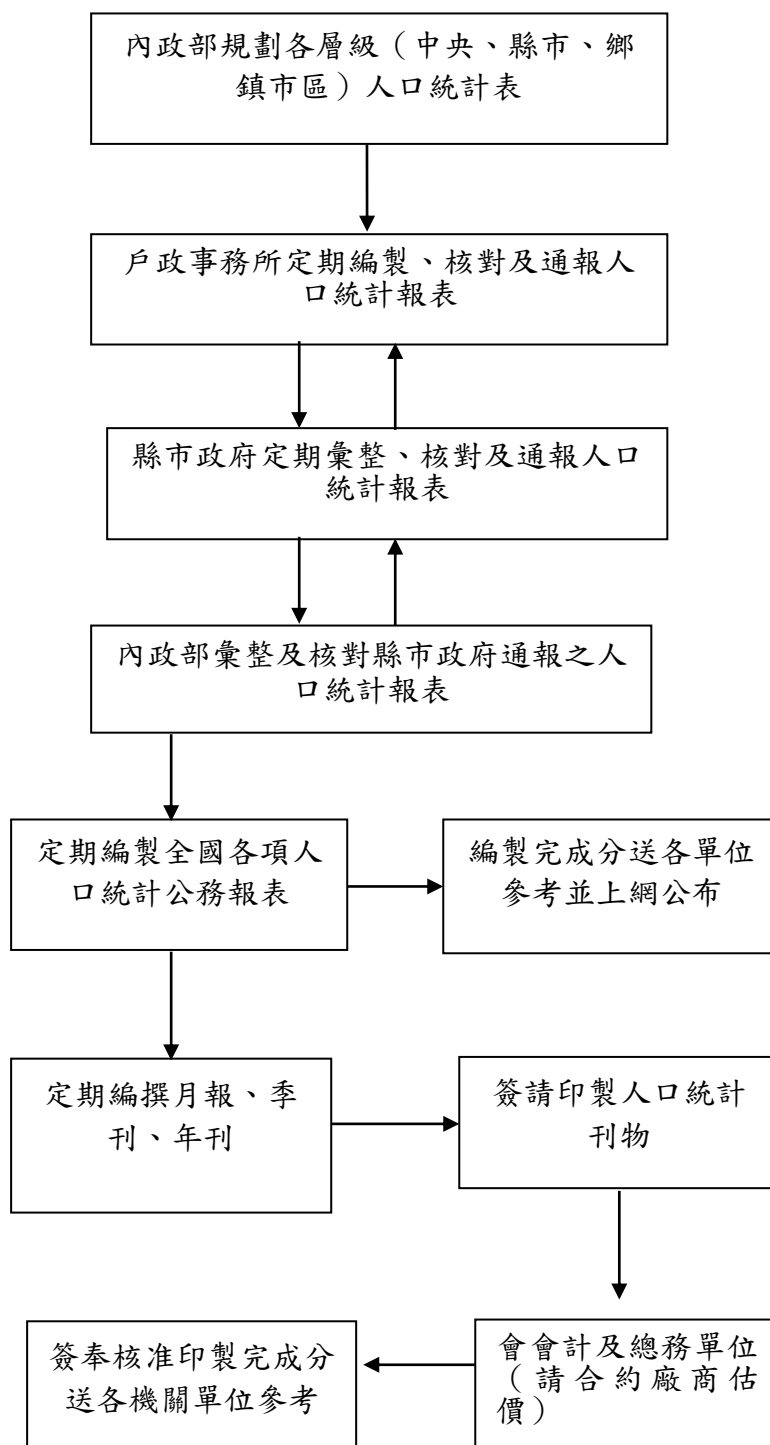 內政部規劃各層級（中央、縣市、鄉
鎮市區）人口統計表
戶政事務所定期編製、核對及通報人
口統計報表
縣市政府定期彙整、核對及通報人口
統計報表
內政部彙整及核對縣市政府通報之人
口統計報表
定期編製全國各項人
口統計公務報表
編製完成分送各單位
參考並上網公布
定期編撰月報、季
刊、年刊
簽請印製人口統計
刊物
簽奉核准印製完成分
送各機關單位參考
會會計及總務單位
（請合約廠商估
價）